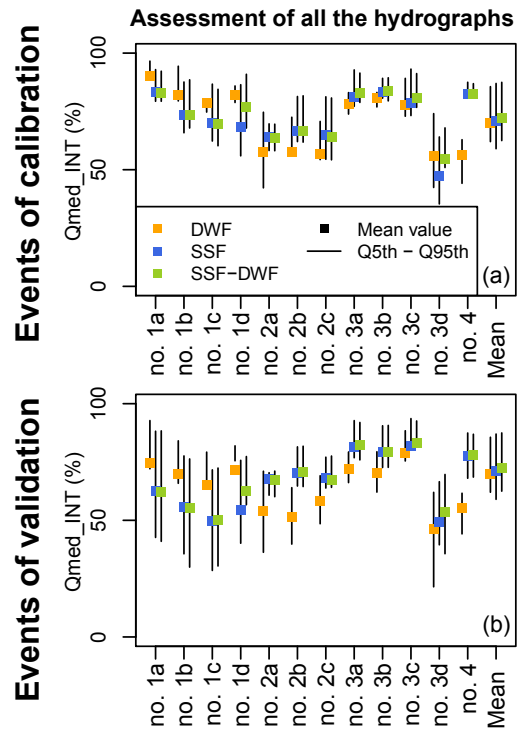 Assessment of all the hydrographs
Events of calibration
Qmed_INT (%)
100
50
0
DWF
SSF
SSF−DWF
Mean value
Q5th − Q95th
(a)
no. 1a
no. 1b
no. 1c
no. 1d
no. 2a
no. 2b
no. 2c
no. 3a
no. 3b
no. 3c
no. 3d
no. 4
Mean
Events of validation
Qmed_INT (%)
100
50
0
(b)
no. 1a
no. 1b
no. 1c
no. 1d
no. 2a
no. 2b
no. 2c
no. 3a
no. 3b
no. 3c
no. 3d
no. 4
Mean